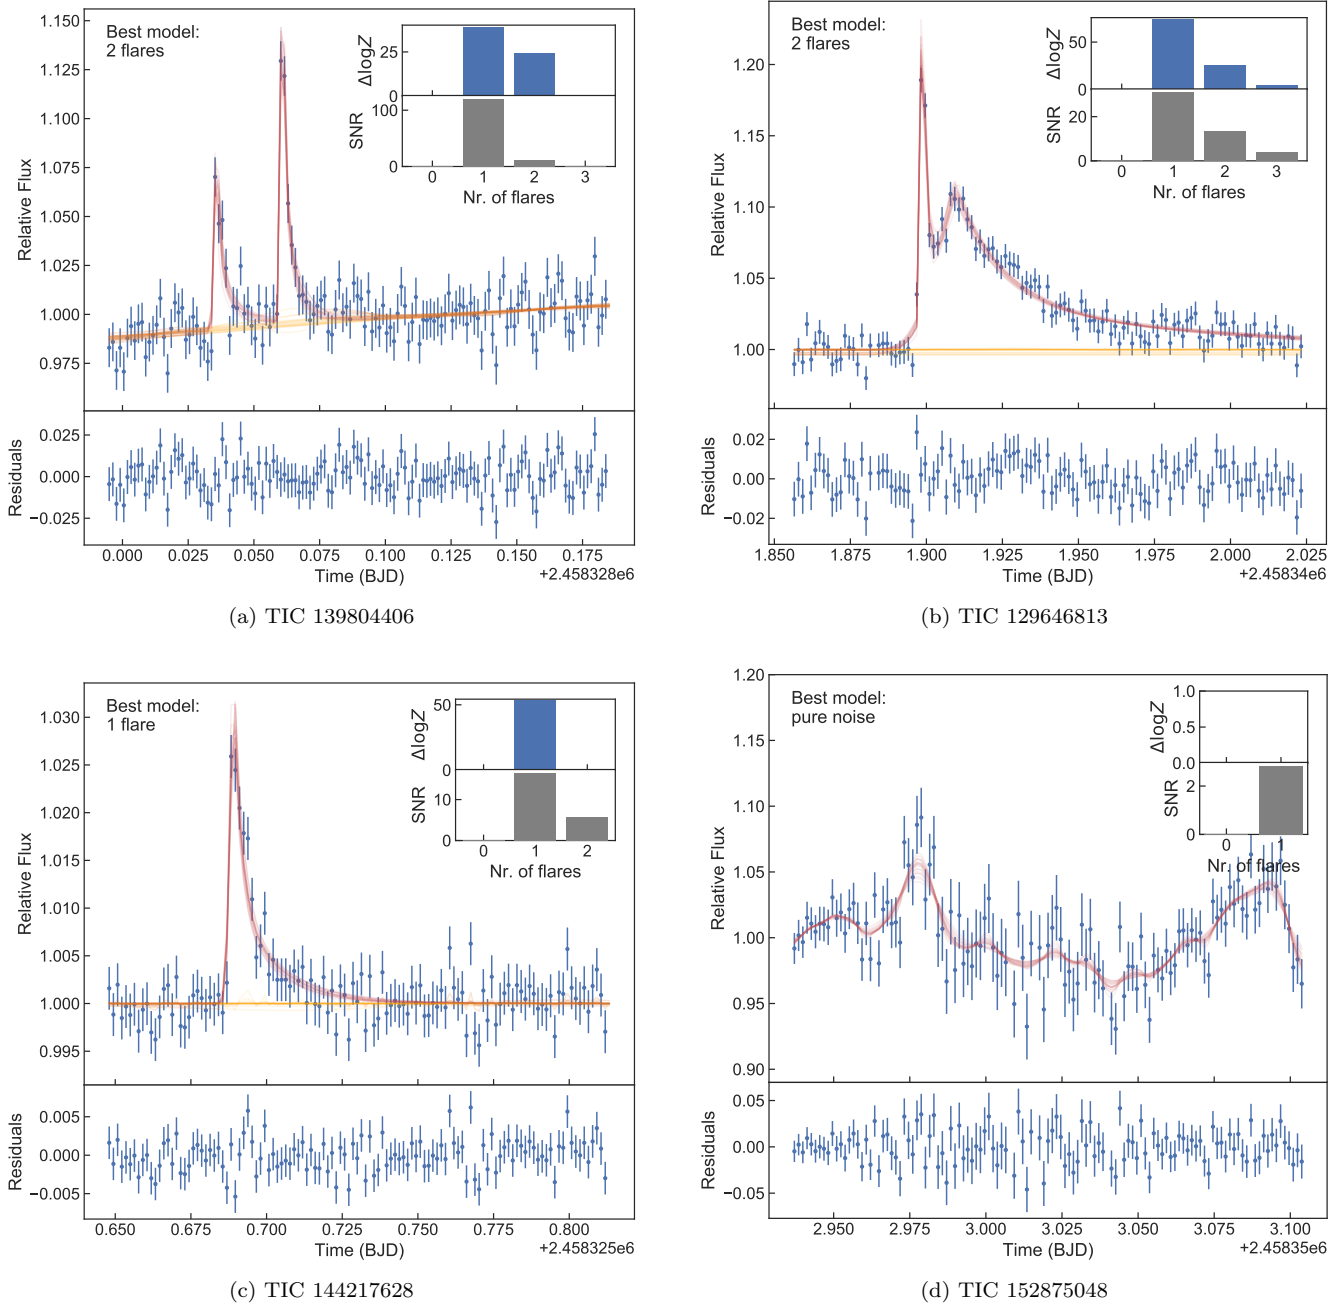 Best model:
2 flares
1.150
1.125
1.100
1.075
1.050
1.025
1.000
0.975
Relative Flux
25
0
ΔlogZ
100
0
SNR
0 1 2 3
Nr. of flares
0.025
0.000
−0.025
Residuals
0.000 0.025 0.050 0.075 0.100 0.125 0.150 0.175
Time (BJD)
+2.458328e6
(a) TIC 139804406
Best model:
2 flares
1.20
1.15
1.10
1.05
1.00
Relative Flux
50
0
ΔlogZ
20
0
SNR
0 1 2 3
Nr. of flares
0.02
0.00
−0.02
Residuals
1.850 1.875 1.900 1.925 1.950 1.975 2.000 2.025
Time (BJD)
+2.45834e6
(b) TIC 129646813
Best model:
1 flare
1.030
1.025
1.020
1.015
1.010
1.005
1.000
0.995
Relative Flux
50
0
ΔlogZ
10
0
SNR
0 1 2
Nr. of flares
0.005
0.000
−0.005
Residuals
0.650 0.675 0.700 0.725 0.750 0.775 0.800
Time (BJD)
+2.458325e6
(c) TIC 144217628
Best model:
pure noise
1.20
1.15
1.10
1.05
1.00
0.95
0.90
Relative Flux
1.0
0.5
0.0
ΔlogZ
2
0
SNR
0 1
Nr. of flares
0.05
0.00
−0.05
Residuals
2.950 2.975 3.000 3.025 3.050 3.075 3.100
Time (BJD)
+2.45835e6
(d) TIC 152875048